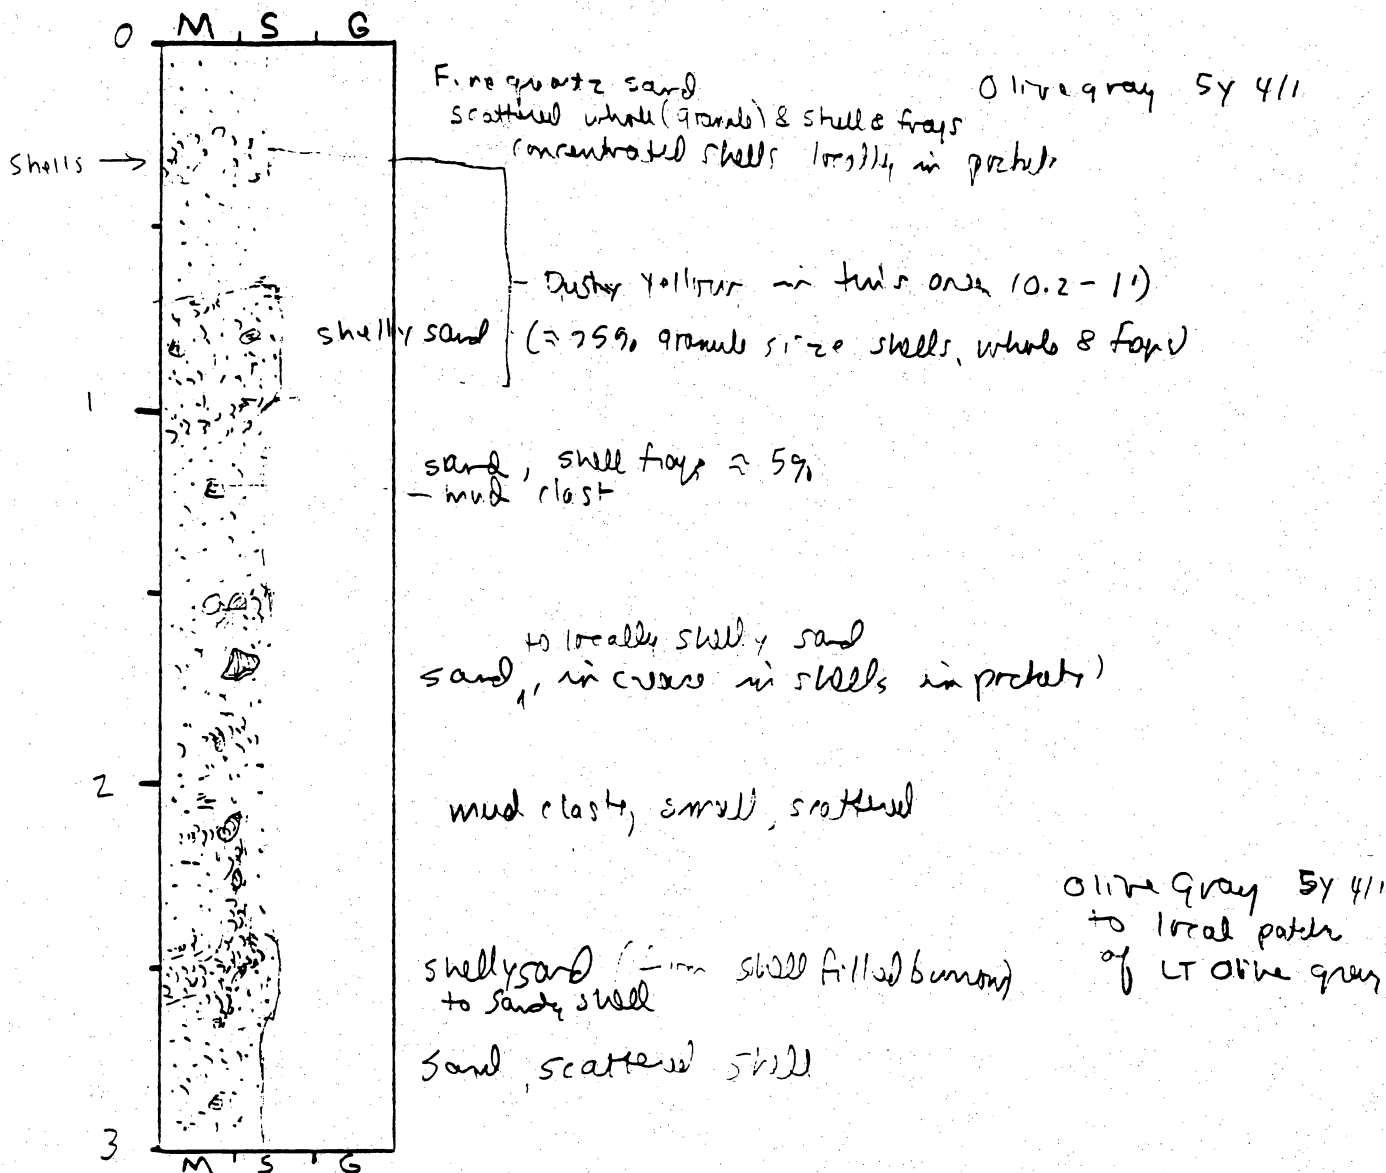 M S G
0
Fine quartz sand
Olive gray 5Y 4/1
scattered whole (granule) & shell & frags
concentrated shells locally in pockets
Shells →
- Dusky Yellow in this area (0.2 - 1')
shelly sand (≈ 25% granule size shells, whole & frags)
1
sand, shell frags ≈ 5%
- mud clast
to locally shelly sand
sand, increase in shells in pockets)
2
mud clasts, small, scattered
Olive Gray 5Y 4/1
to local patches
of LT Olive gray
shelly sand ( shell filled burrows)
to sandy shell
sand, scattered shell
3
M S G